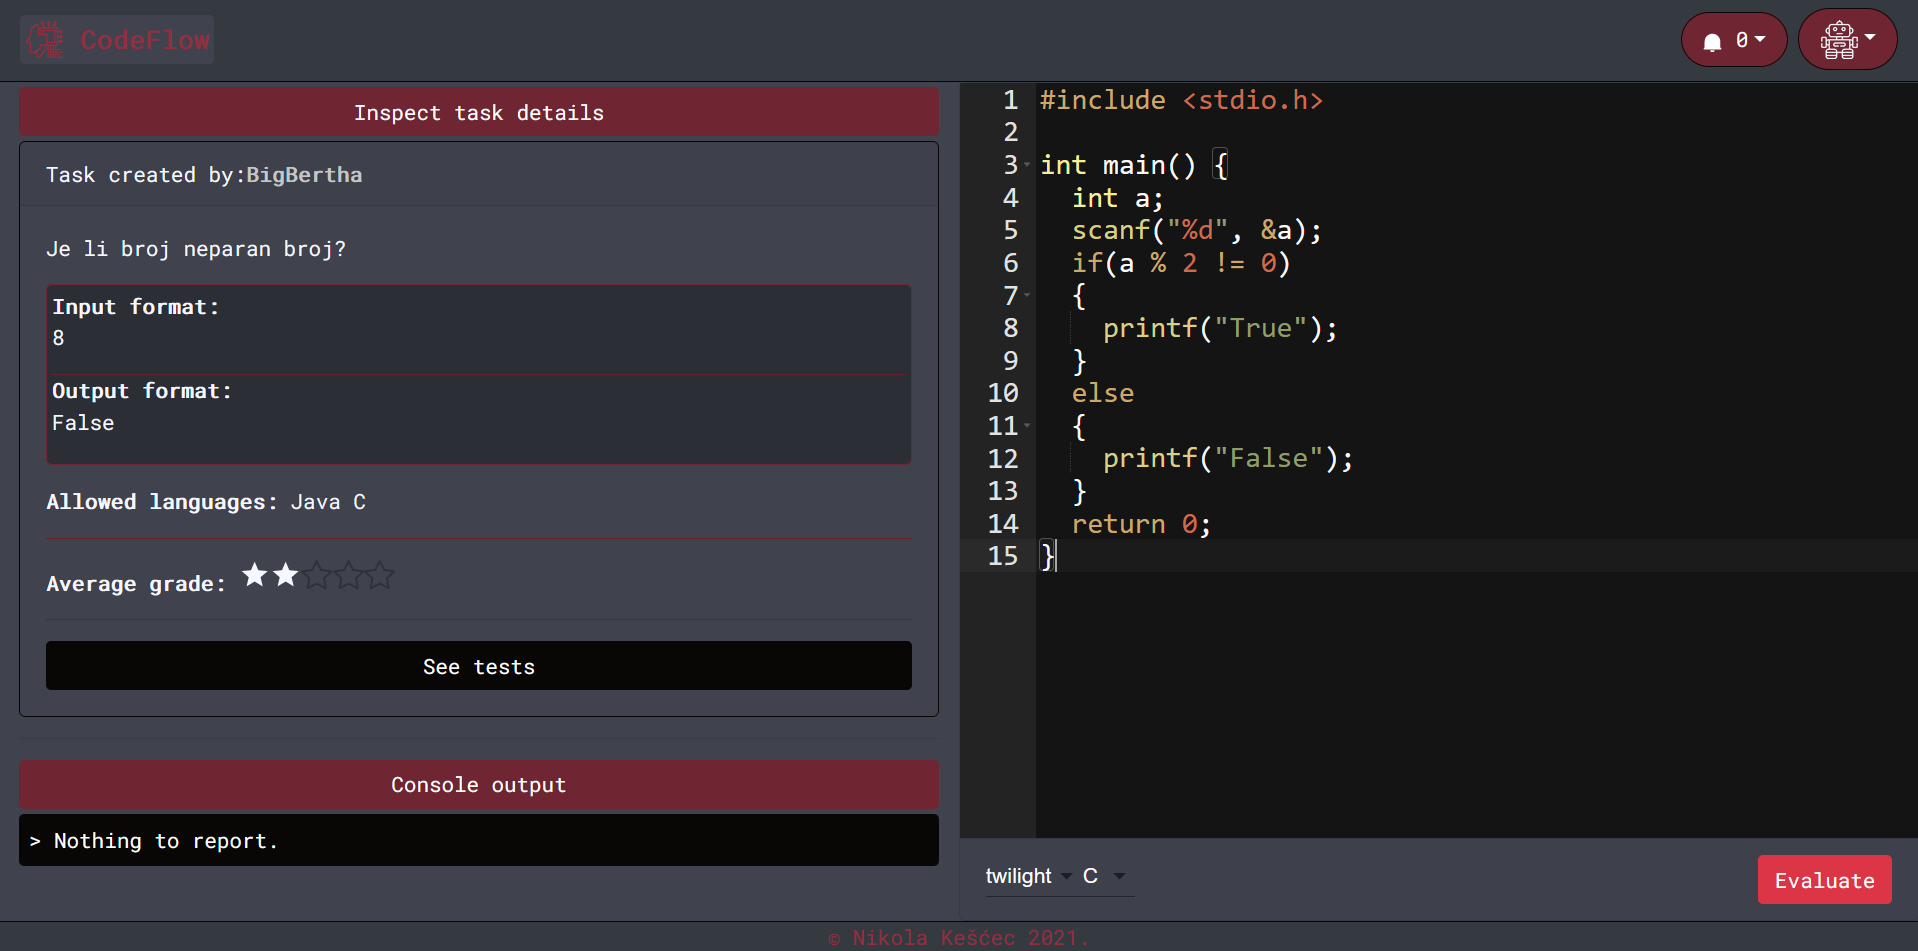 CodeFlow
0
Inspect task details
Task created by:BigBertha
Je li broj neparan broj?
Input format:
8
Output format:
False
Allowed languages: Java C
Average grade:
See tests
Console output
> Nothing to report.
1 #include <stdio.h>
2
3 int main() {
4   int a;
5   scanf("%d", &a);
6   if(a % 2 != 0)
7   {
8     printf("True");
9   }
10   else
11   {
12     printf("False");
13   }
14   return 0;
15 }
twilight C
Evaluate
© Nikola Kešćec 2021.